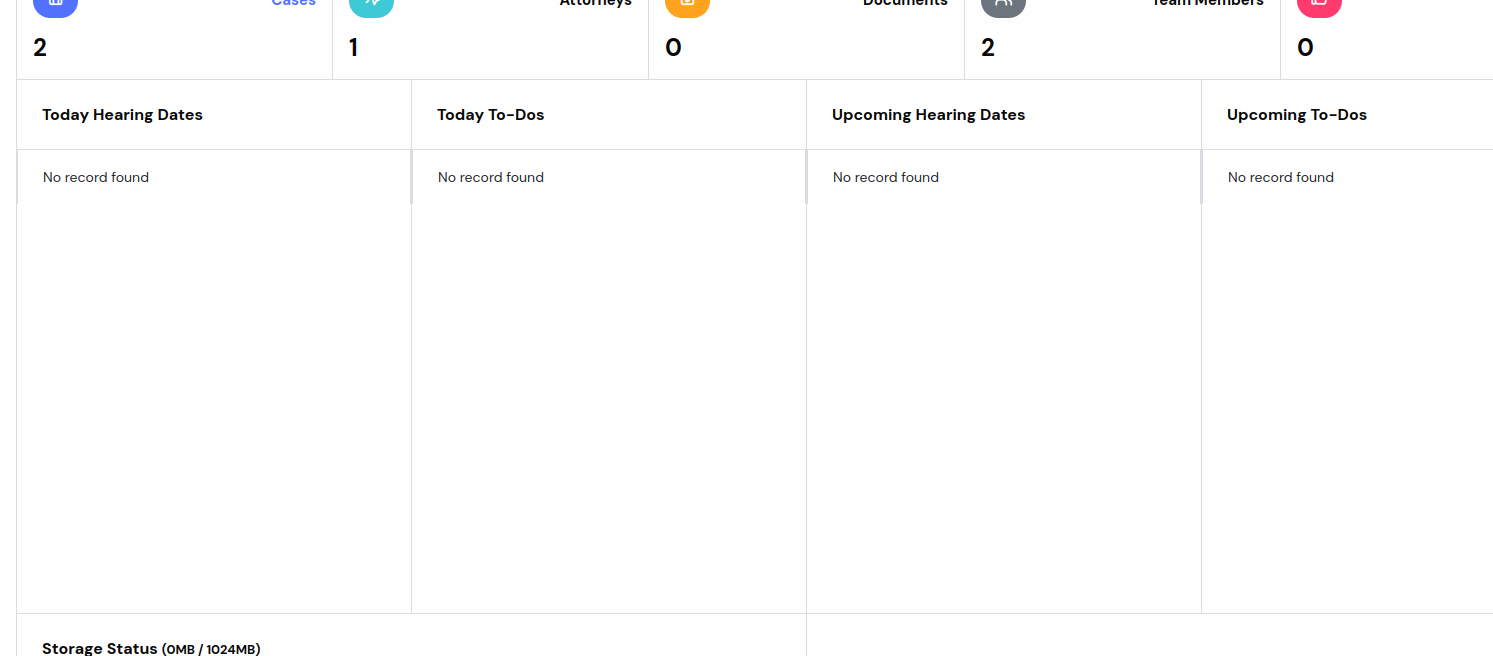 Cases
Attorneys
Documents
Team Members
2
1
0
2
0
Today Hearing Dates
Today To-Dos
Upcoming Hearing Dates
Upcoming To-Dos
No record found
No record found
No record found
No record found
Storage Status (0MB / 1024MB)